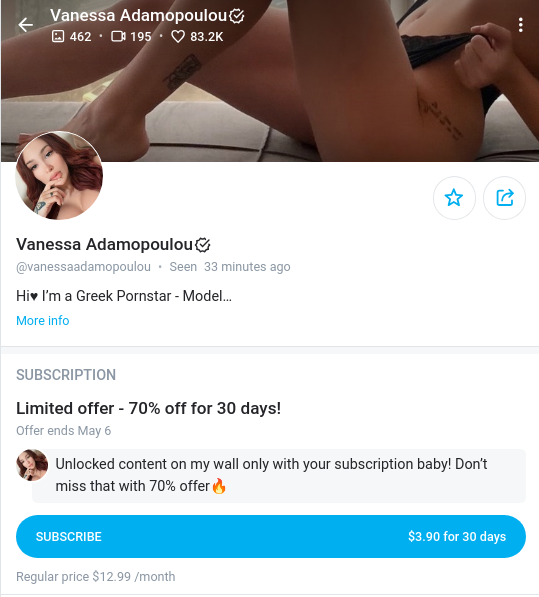 Vanessa Adamopoulou
462 • 195 • 83.2K
Vanessa Adamopoulou
@vanessaadamopoulou • Seen 33 minutes ago
Hi♥ I’m a Greek Pornstar - Model...
More info
SUBSCRIPTION
Limited offer - 70% off for 30 days!
Offer ends May 6
Unlocked content on my wall only with your subscription baby! Don’t
miss that with 70% offer🔥
SUBSCRIBE $3.90 for 30 days
Regular price $12.99 /month